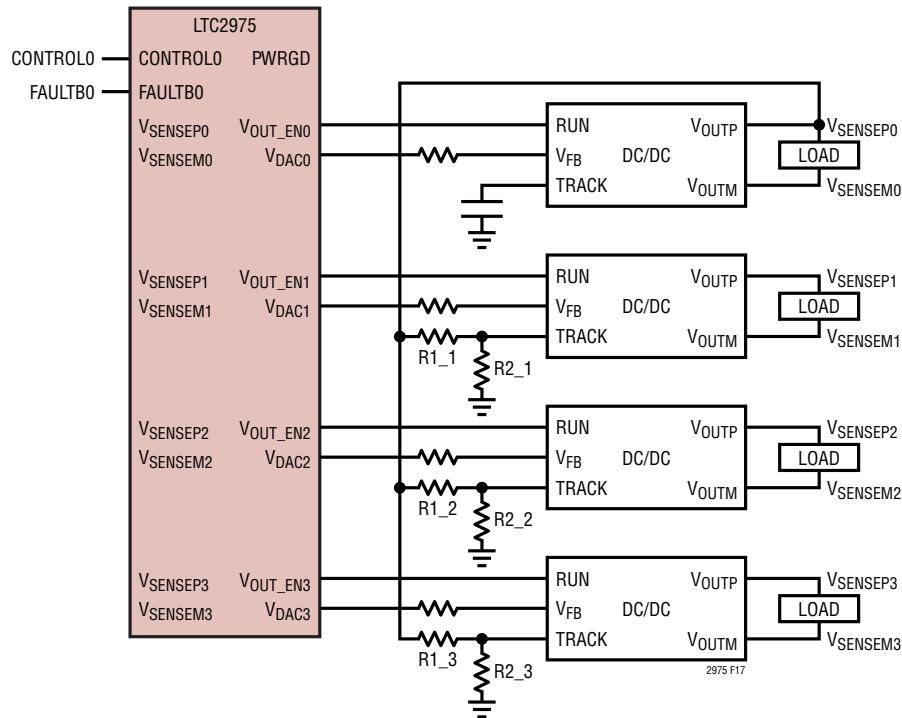 LTC2975
CONTROL0
CONTROL0 PWRGD
FAULTB0
FAULTB0
VSENSEP0 VOUT_EN0
VSENSEM0 VDAC0
RUN VOUTP
VFB DC/DC
TRACK VOUTM
VSENSEP0
LOAD
VSENSEM0
VSENSEP1 VOUT_EN1
VSENSEM1 VDAC1
RUN VOUTP
VFB DC/DC
TRACK VOUTM
VSENSEP1
LOAD
VSENSEM1
R1_1
R2_1
VSENSEP2 VOUT_EN2
VSENSEM2 VDAC2
RUN VOUTP
VFB DC/DC
TRACK VOUTM
VSENSEP2
LOAD
VSENSEM2
R1_2
R2_2
VSENSEP3 VOUT_EN3
VSENSEM3 VDAC3
RUN VOUTP
VFB DC/DC
TRACK VOUTM
VSENSEP3
LOAD
VSENSEM3
R1_3
R2_3
2975 F17